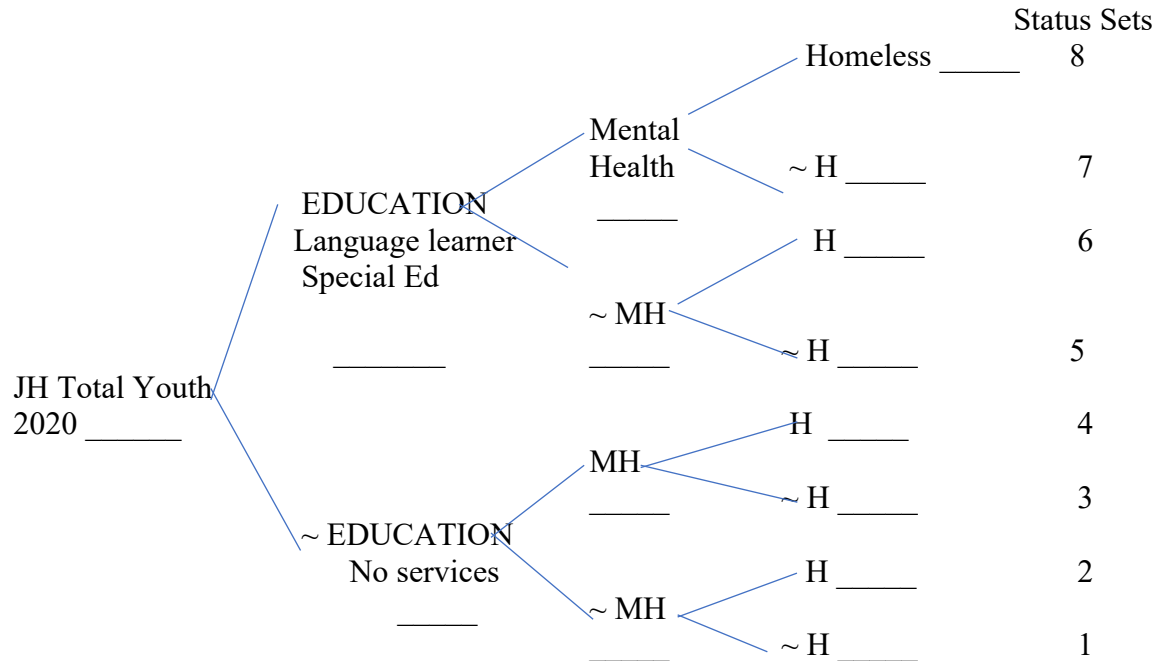 Status Sets
Homeless _____ 8
Mental
Health
_____
~ H _____ 7
EDUCATION
Language learner
Special Ed
_______
H _____ 6
~ MH
_____
~ H _____ 5
JH Total Youth
2020 ______
H _____ 4
MH
_____
~ H _____ 3
~ EDUCATION
No services
_____
H _____ 2
~ MH
_____
~ H _____ 1